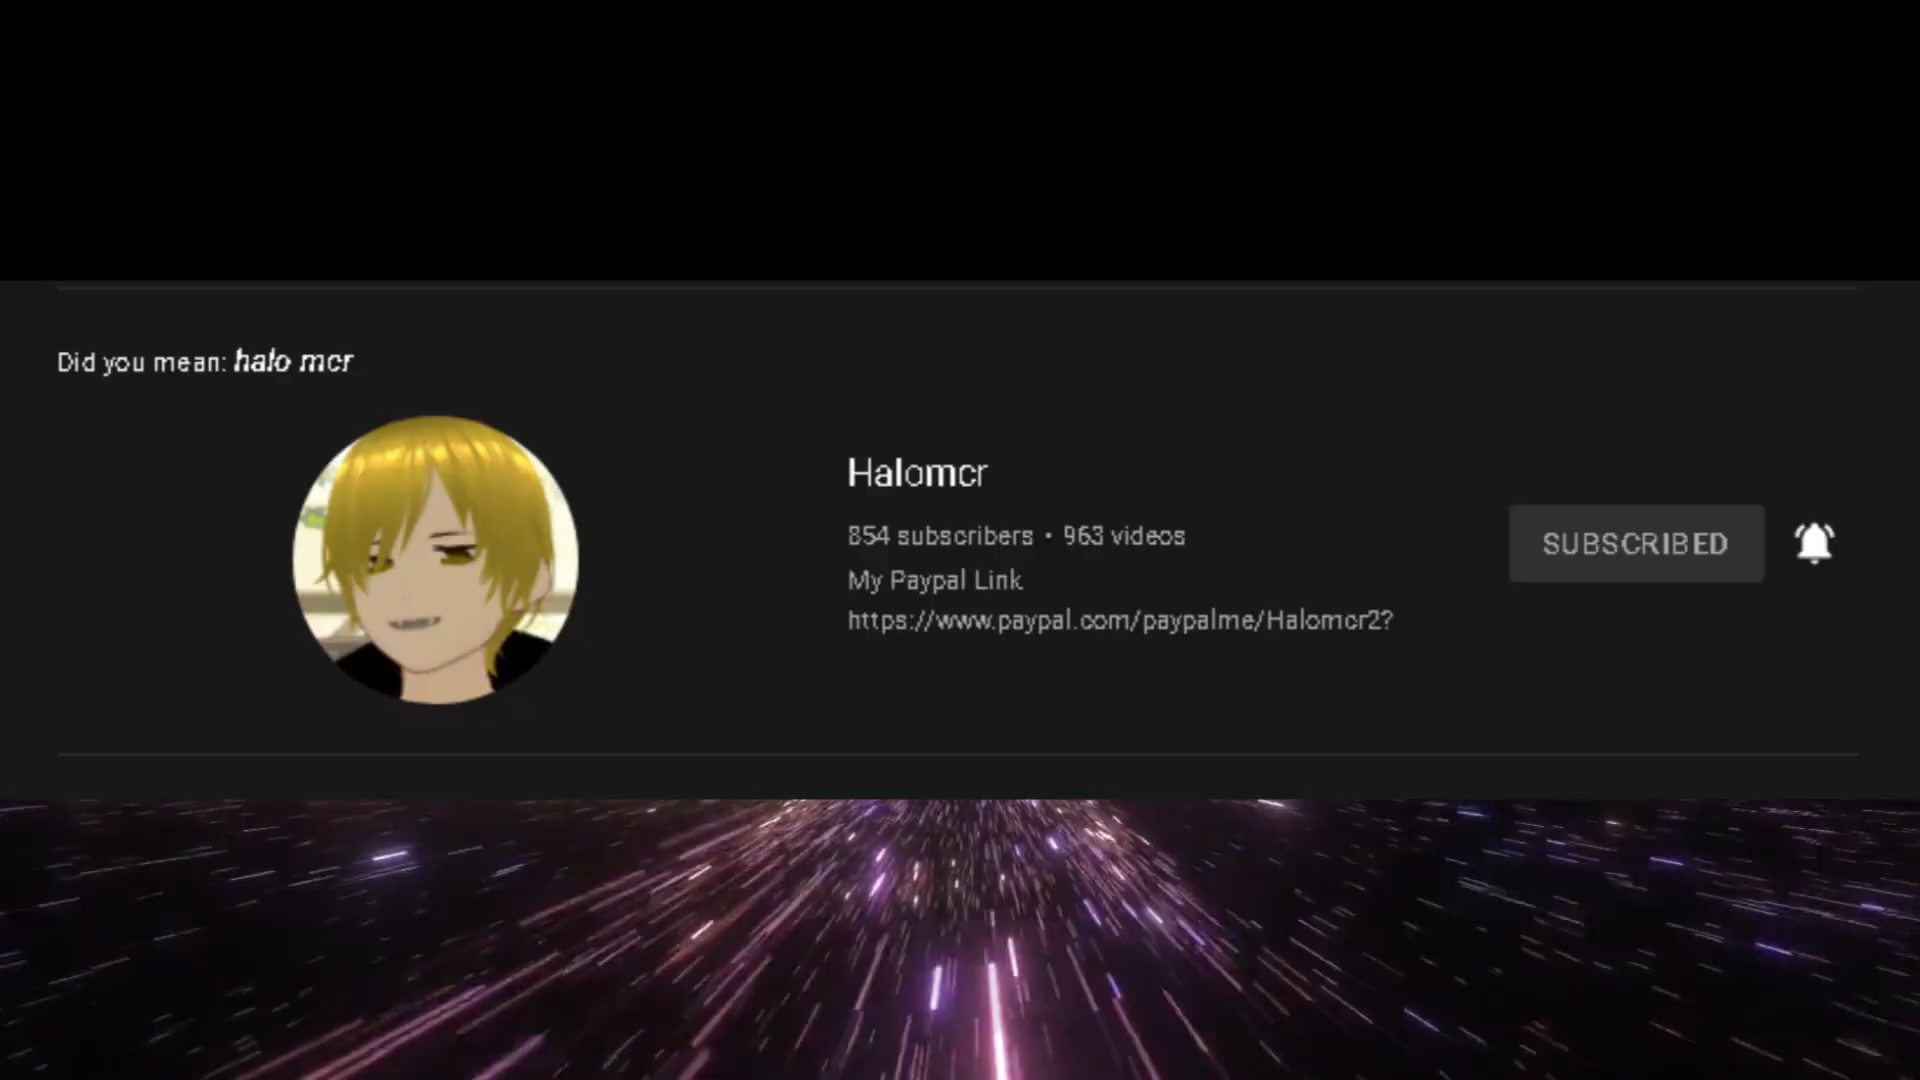 Did you mean: halo mcr
Halomcr
854 subscribers • 963 videos
My Paypal Link
https://www.paypal.com/paypalme/Halomcr2?
SUBSCRIBED